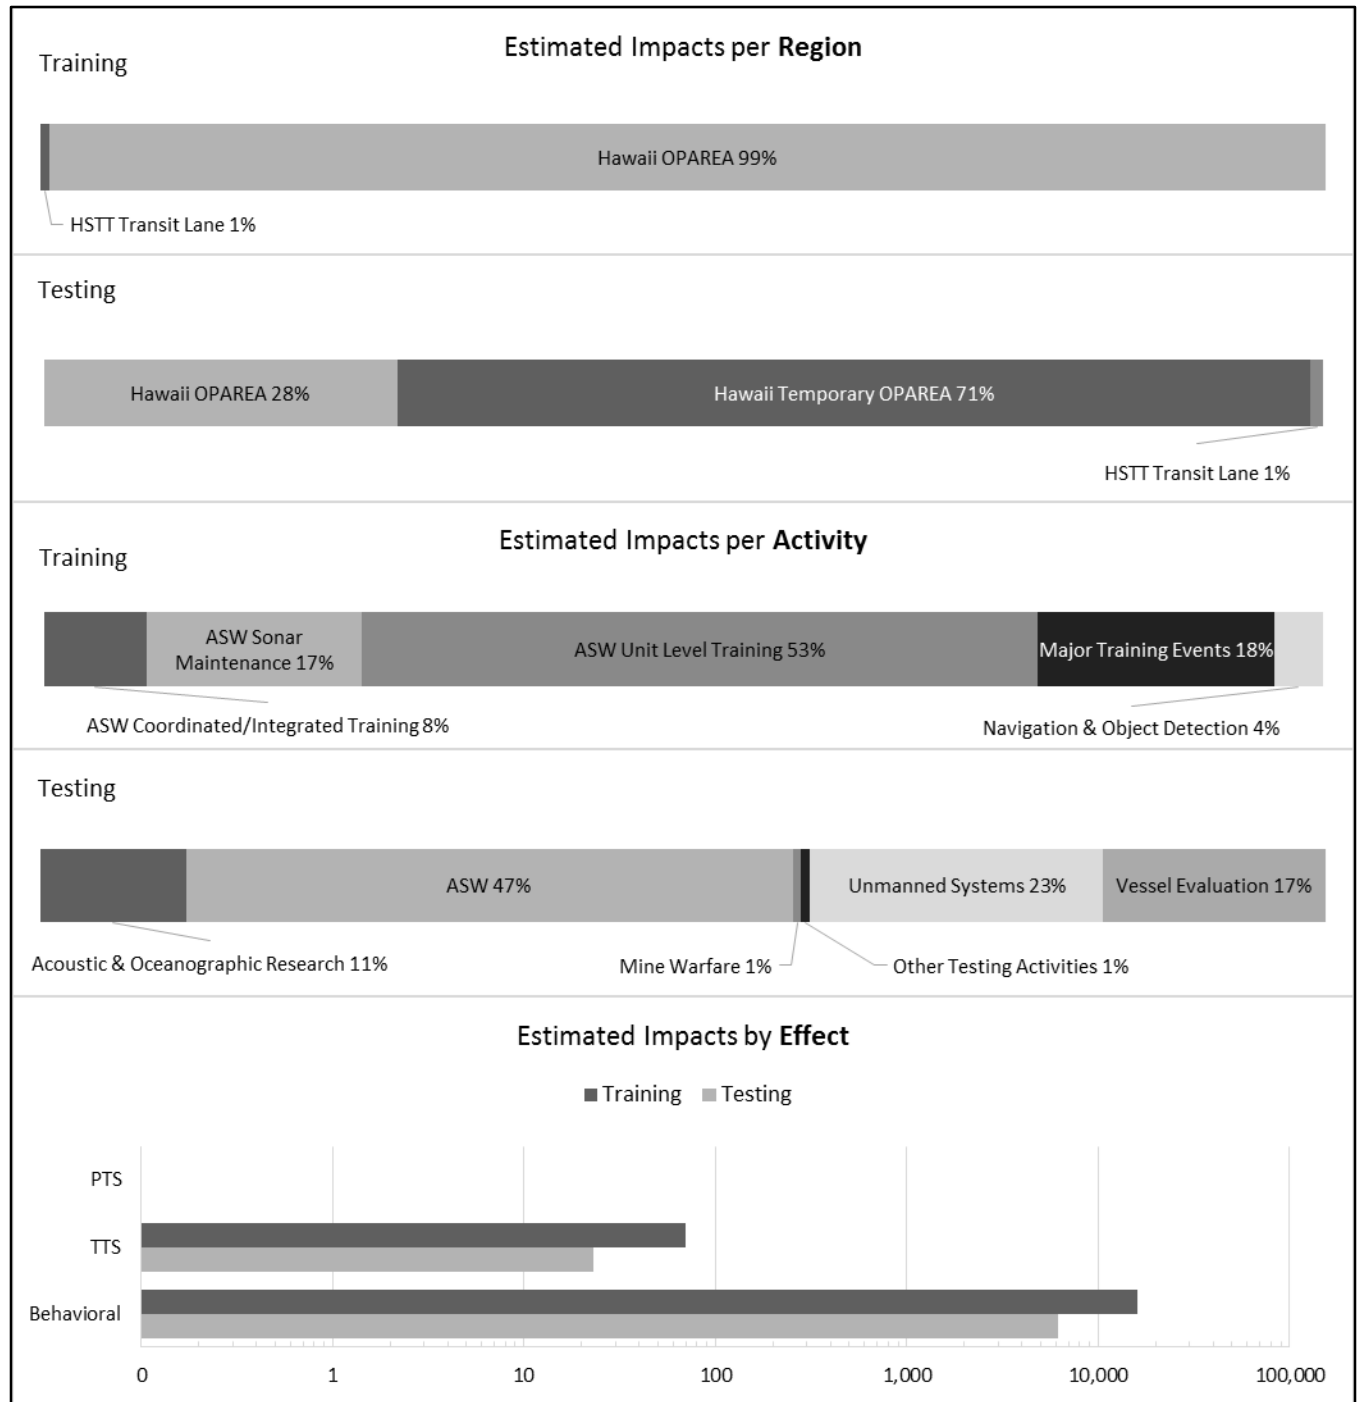 Estimated Impacts per Region
Training
Hawaii OPAREA 99%
HSTT Transit Lane 1%
Testing
Hawaii OPAREA 28%
Hawaii Temporary OPAREA 71%
HSTT Transit Lane 1%
Estimated Impacts per Activity
Training
ASW Sonar
Maintenance 17%
ASW Unit Level Training 53%
Major Training Events 18%
ASW Coordinated/Integrated Training 8%
Navigation & Object Detection 4%
Testing
ASW 47%
Unmanned Systems 23%
Vessel Evaluation 17%
Acoustic & Oceanographic Research 11%
Mine Warfare 1%
Other Testing Activities 1%
Estimated Impacts by Effect
Training
Testing
PTS
TTS
Behavioral
0
1
10
100
1,000
10,000
100,000